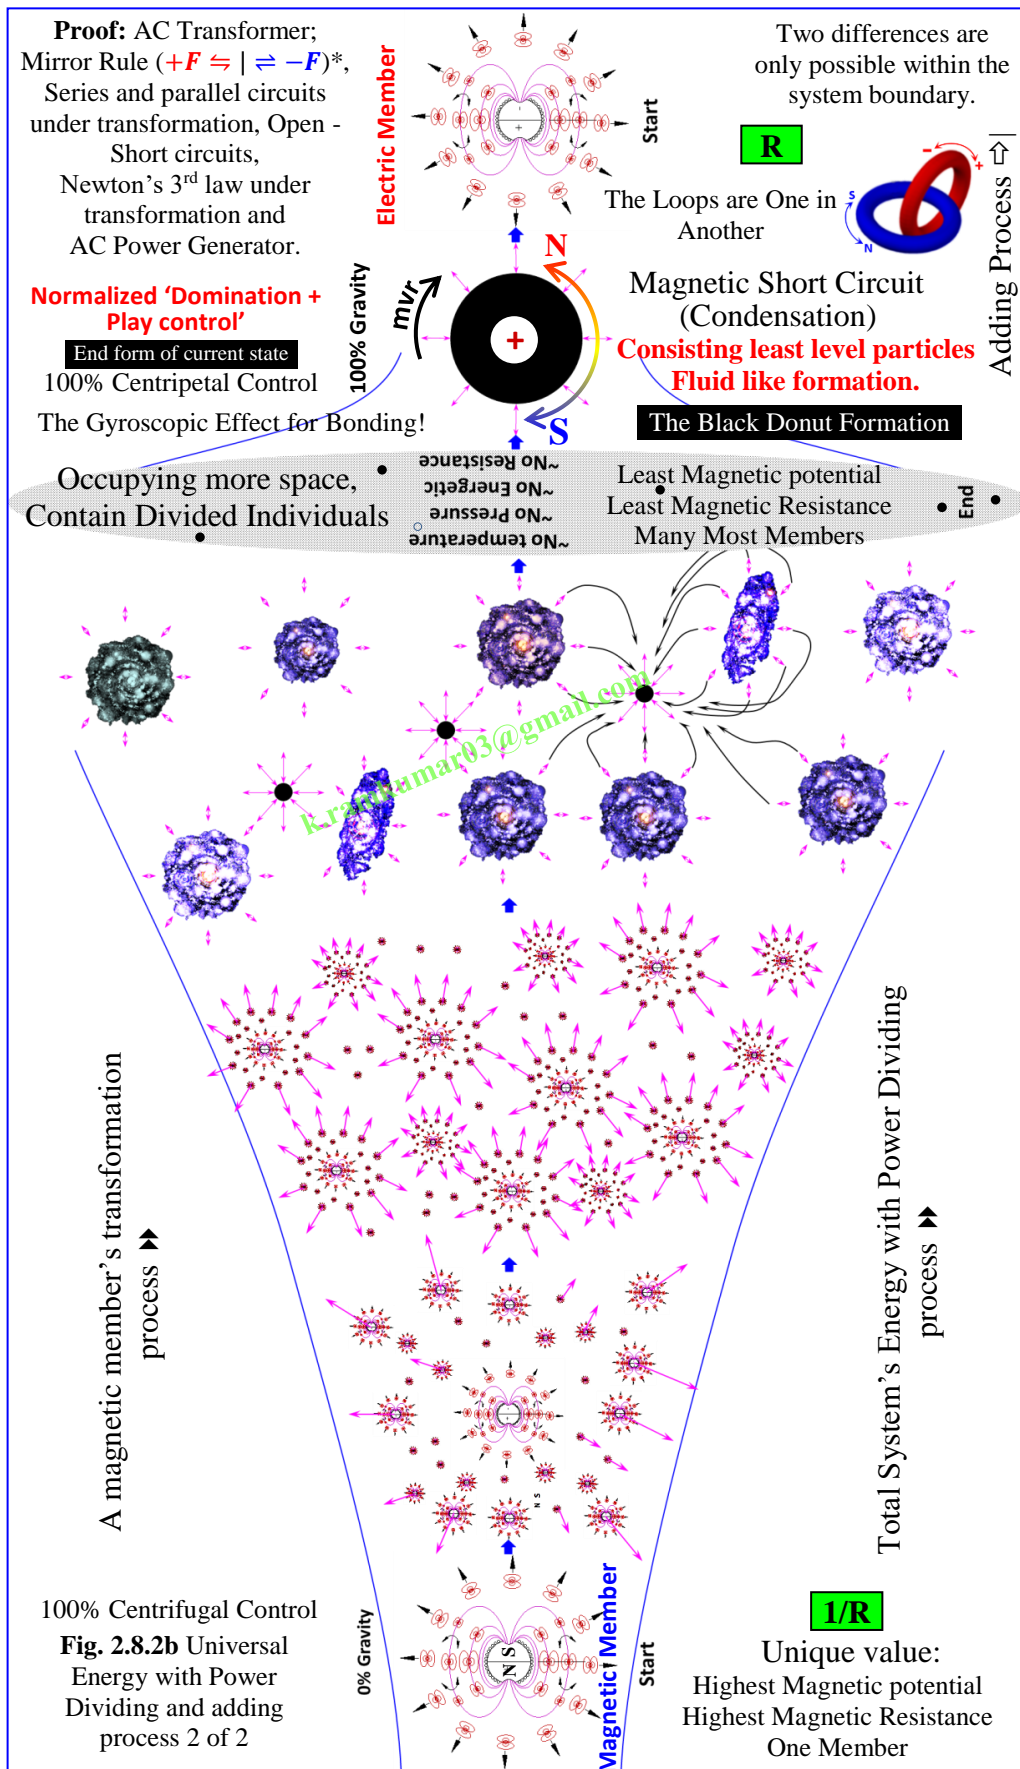 Proof: AC Transformer;
Mirror Rule (+F ⇋ | ⇌ −F)*,
Series and parallel circuits
under transformation, Open -
Short circuits,
Newton's 3rd law under
transformation and
AC Power Generator.
Electric Member
Start
+
Two differences are
only possible within the
system boundary.
R
The Loops are One in
Another
− +
S
N
Adding Process ⇨|
Normalized 'Domination +
Play control'
End form of current state
100% Centripetal Control
The Gyroscopic Effect for Bonding!
100% Gravity
mvr
N
+
S
Magnetic Short Circuit
(Condensation)
Consisting least level particles
Fluid like formation.
The Black Donut Formation
Occupying more space,
Contain Divided Individuals
~No Resistance
~No Energetic
~No Pressure
~No temperature
Least Magnetic potential
Least Magnetic Resistance
Many Most Members
End
k.ramkumar03@gmail.com
A magnetic member's transformation
process
Total System's Energy with Power Dividing
process
N S
100% Centrifugal Control
Fig. 2.8.2b Universal
Energy with Power
Dividing and adding
process 2 of 2
0% Gravity
N S
Magnetic Member
Start
1/R
Unique value:
Highest Magnetic potential
Highest Magnetic Resistance
One Member